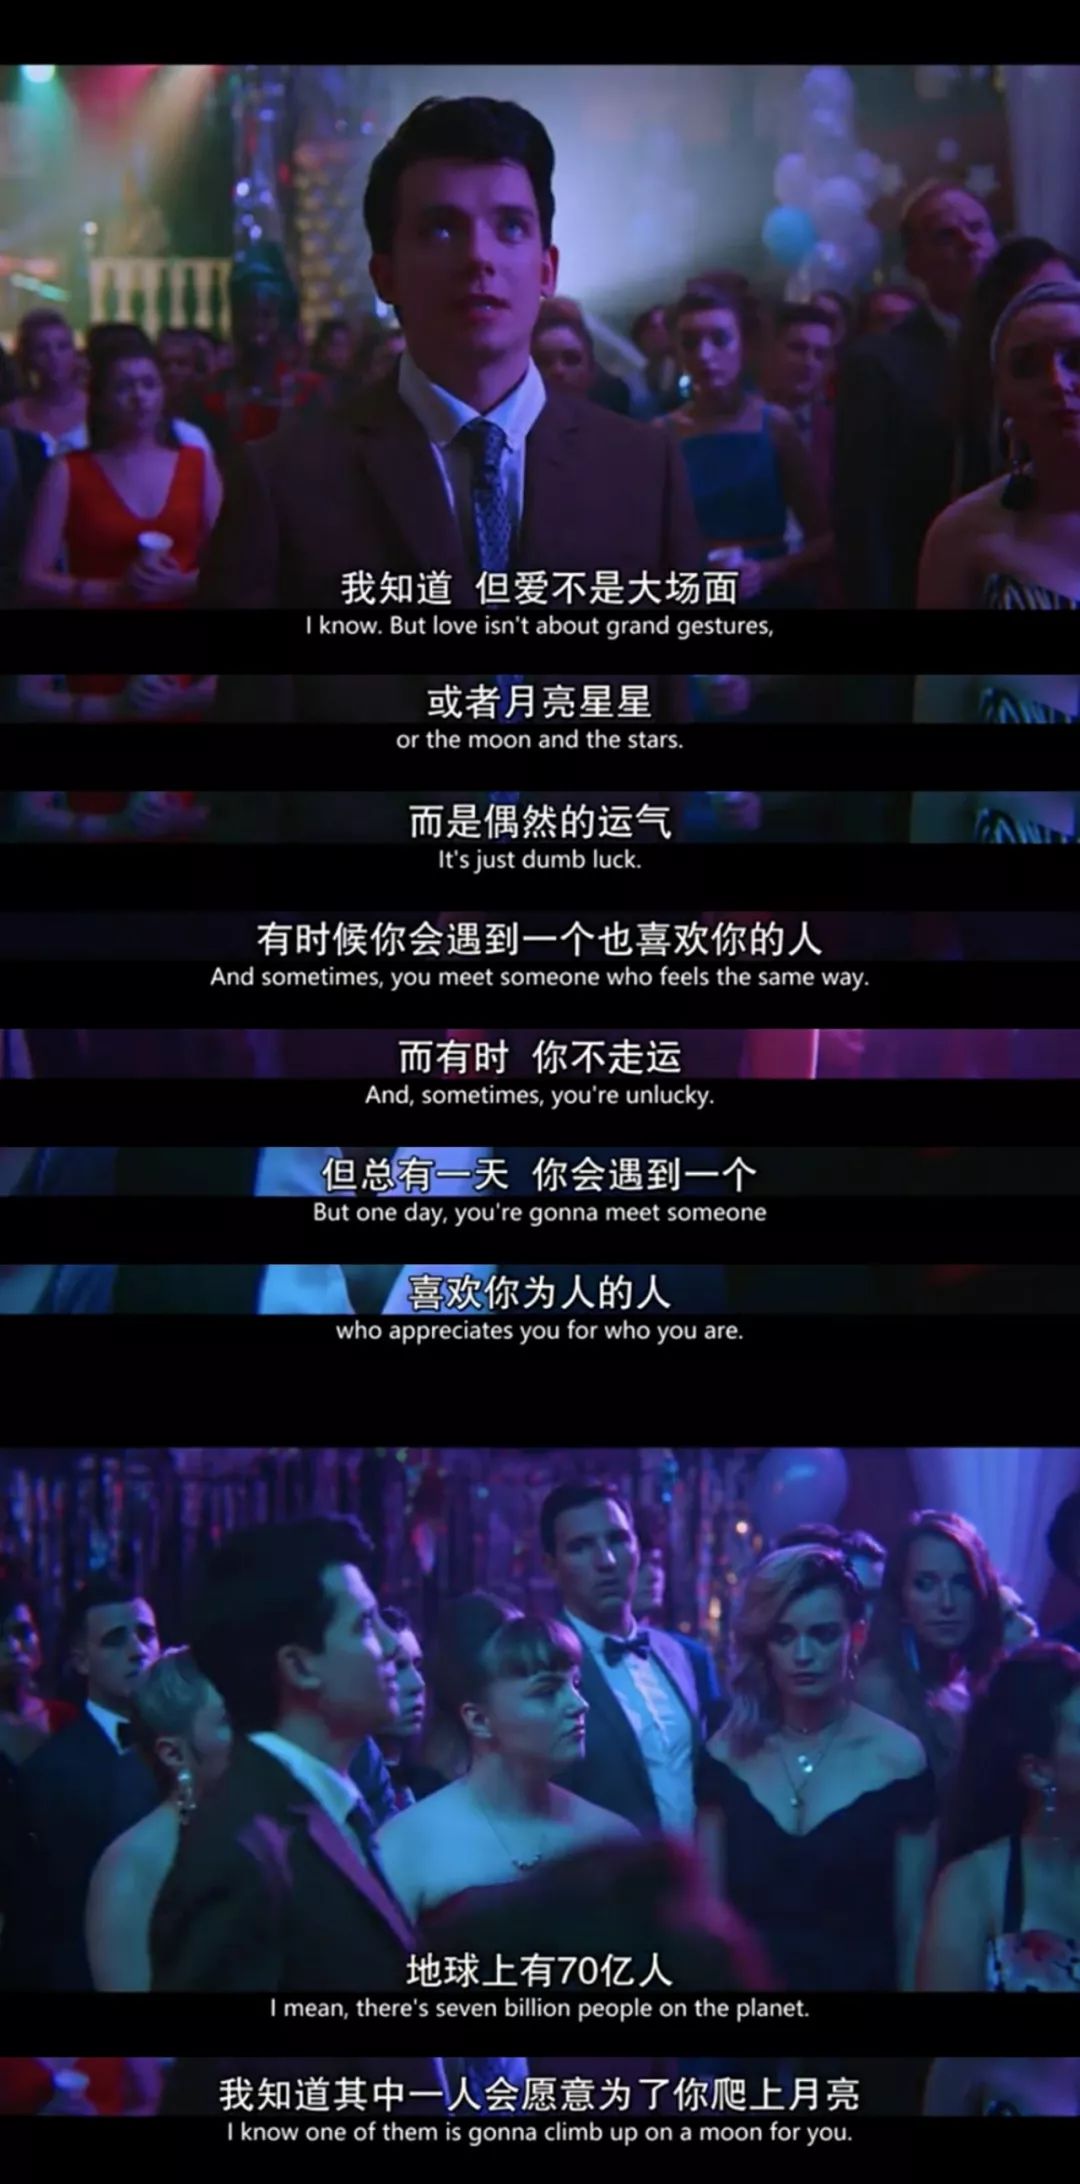 我知道 但爱不是大场面
I know. But love isn't about grand gestures,
或者月亮星星
or the moon and the stars.
而是偶然的运气
It's just dumb luck.
有时候你会遇到一个也喜欢你的人
And sometimes, you meet someone who feels the same way.
而有时 你不走运
And, sometimes, you're unlucky.
但总有一天 你会遇到一个
But one day, you're gonna meet someone
喜欢你为人的人
who appreciates you for who you are.
地球上有70亿人
I mean, there's seven billion people on the planet.
我知道其中一人会愿意为了你爬上月亮
I know one of them is gonna climb up on a moon for you.